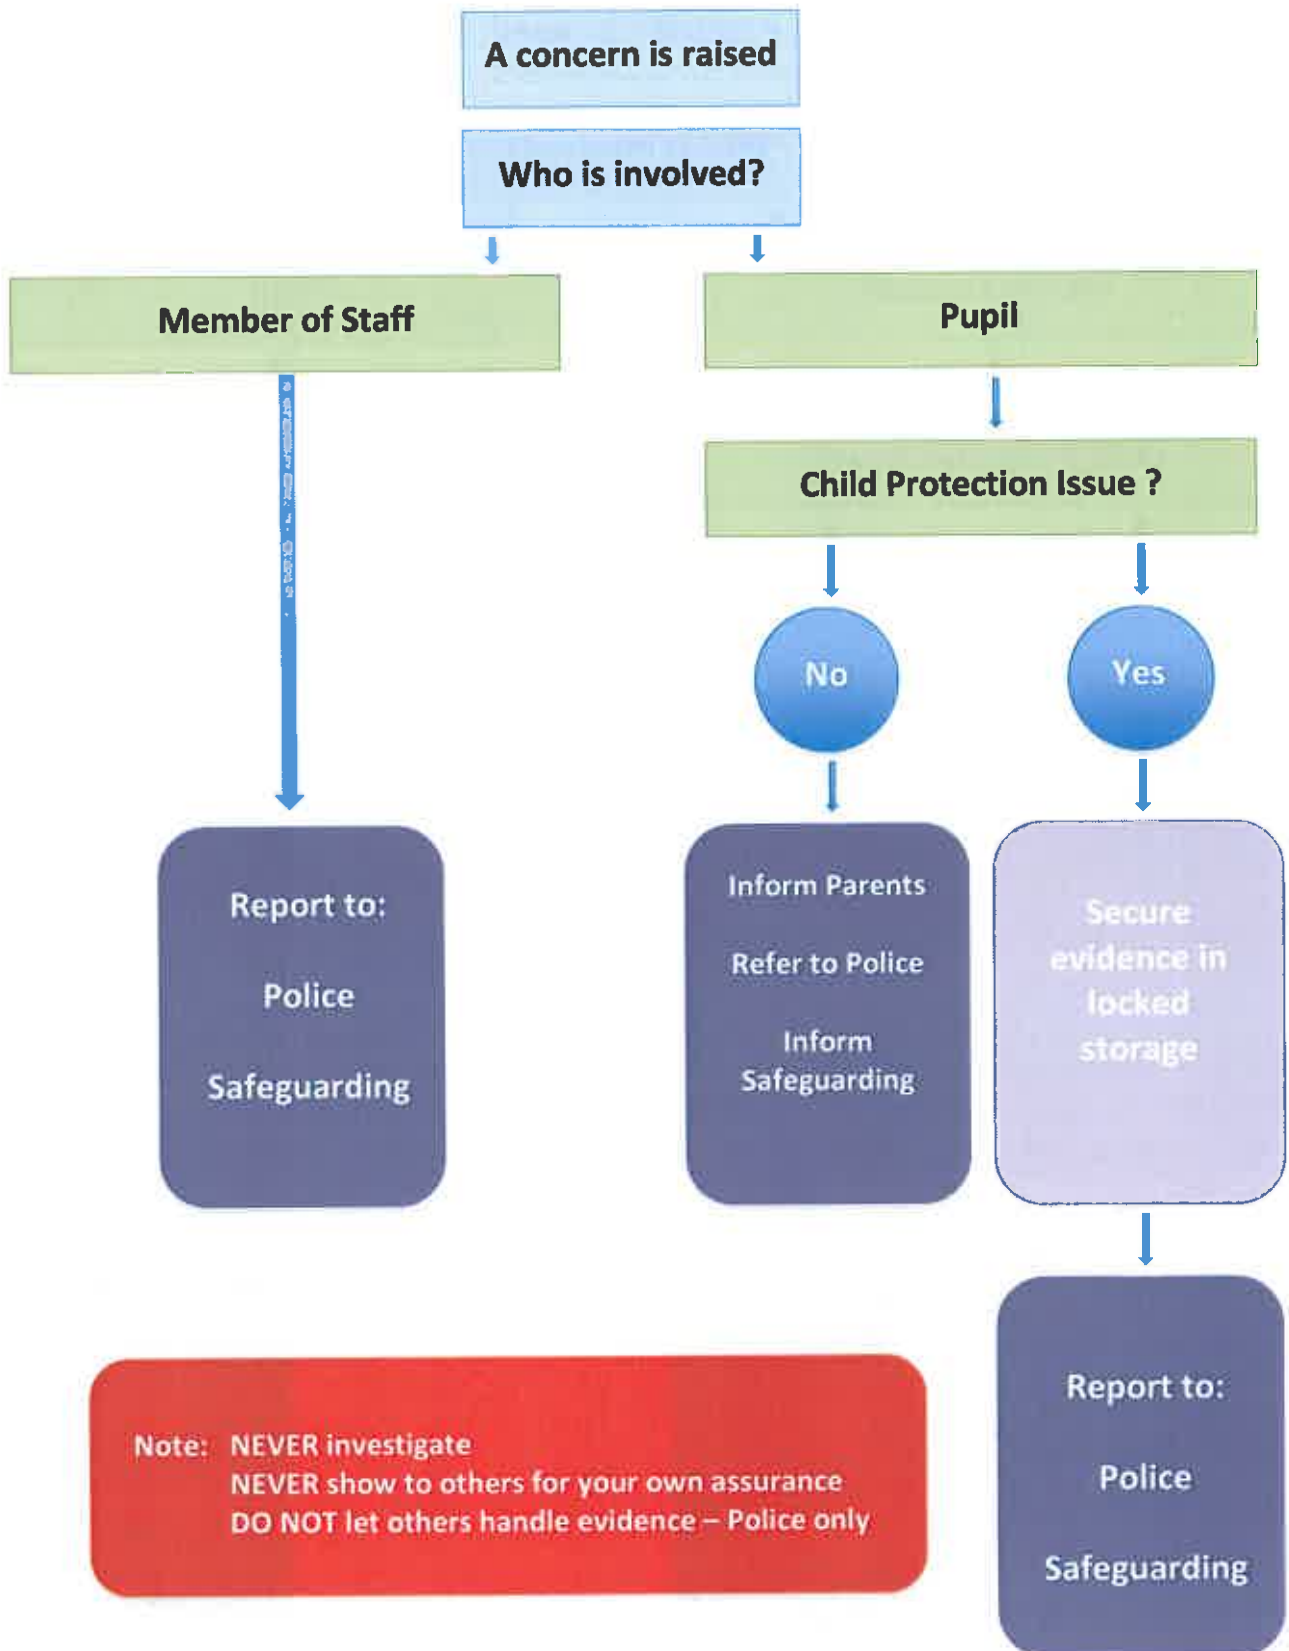 A concern is raised
Who is involved?
Member of Staff
Pupil
Child Protection Issue ?
No
Yes
Report to:
Police
Safeguarding
Inform Parents
Refer to Police
Inform
Safeguarding
Secure
evidence in
locked
storage
Report to:
Police
Safeguarding
Note: NEVER investigate
NEVER show to others for your own assurance
DO NOT let others handle evidence – Police only